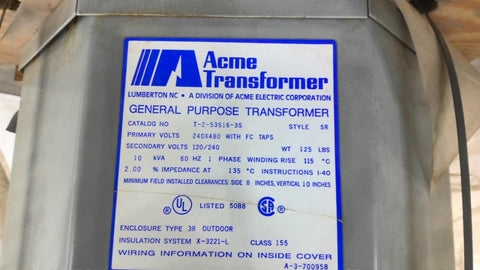 Acme
Transformer
LUMBERTON NC • A DIVISION OF ACME ELECTRIC CORPORATION
GENERAL PURPOSE TRANSFORMER
CATALOG NO T-2-53516-3S STYLE SR
PRIMARY VOLTS 240X480 WITH FC TAPS
SECONDARY VOLTS 120/240 WT 125 LBS
10 kVA 60 HZ 1 PHASE WINDING RISE 115 °C
2.00 % IMPEDANCE AT 135 °C INSTRUCTIONS I-40
MINIMUM FIELD INSTALLED CLEARANCES: SIDE 8 INCHES, VERTICAL 10 INCHES
UL LISTED 50BB SA
ENCLOSURE TYPE 3R OUTDOOR
INSULATION SYSTEM X-3221-L CLASS 155
WIRING INFORMATION ON INSIDE COVER
A-3-700958